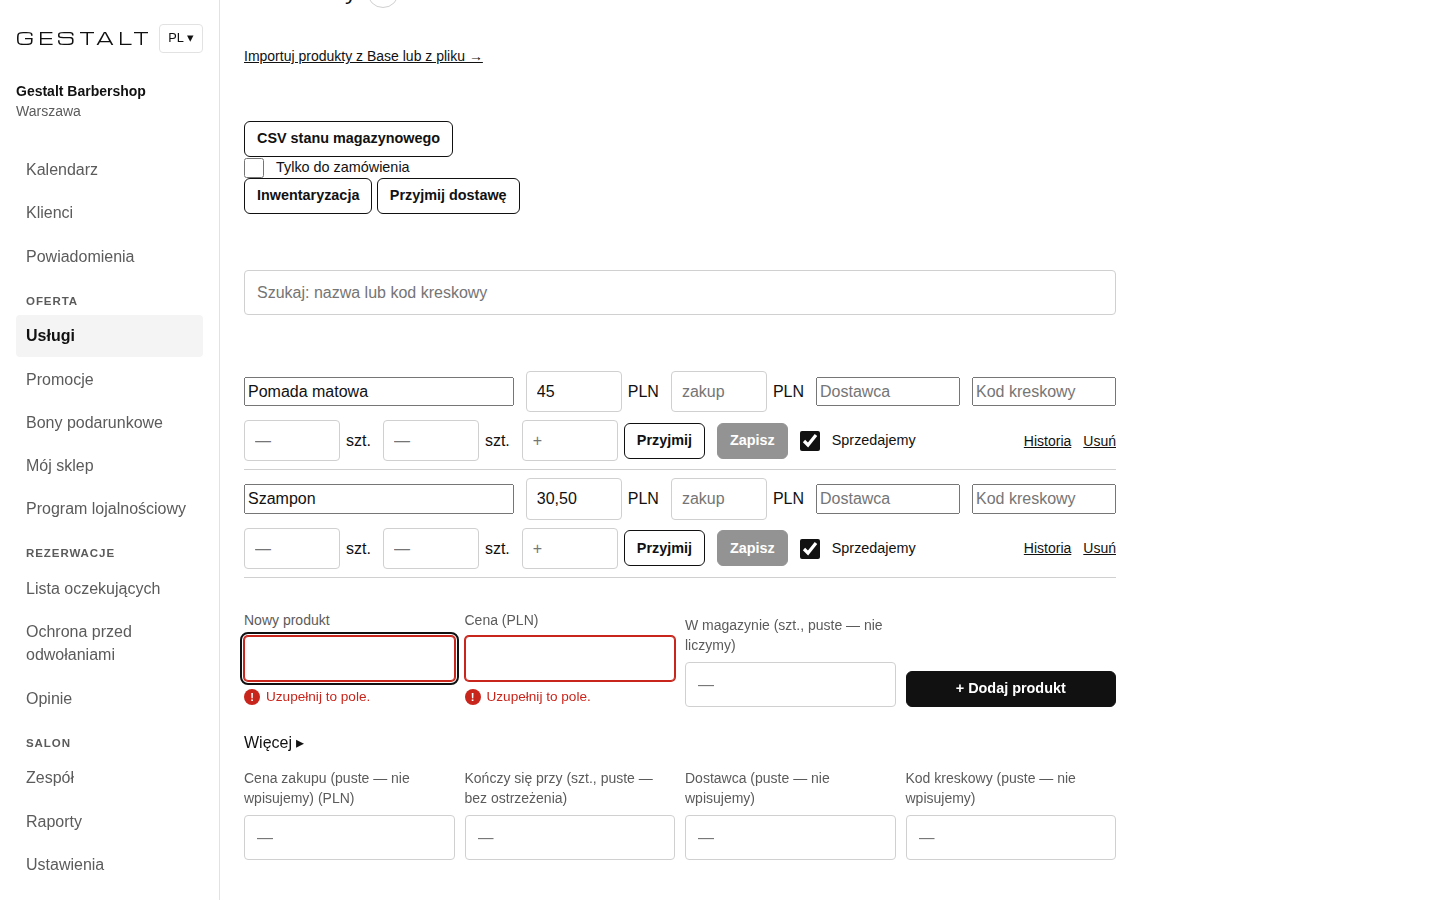 GESTALT
PL ▾
Gestalt Barbershop
Warszawa
Kalendarz
Klienci
Powiadomienia
OFERTA
Usługi
Promocje
Bony podarunkowe
Mój sklep
Program lojalnościowy
REZERWACJE
Lista oczekujących
Ochrona przed
odwołaniami
Opinie
SALON
Zespół
Raporty
Ustawienia
Importuj produkty z Base lub z pliku →
CSV stanu magazynowego
Tylko do zamówienia
Inwentaryzacja Przyjmij dostawę
Szukaj: nazwa lub kod kreskowy
Pomada matowa 45 PLN zakup PLN Dostawca Kod kreskowy
— szt. — szt. + Przyjmij Zapisz Sprzedajemy Historia Usuń
Szampon 30,50 PLN zakup PLN Dostawca Kod kreskowy
— szt. — szt. + Przyjmij Zapisz Sprzedajemy Historia Usuń
Nowy produkt
! Uzupełnij to pole.
Cena (PLN)
! Uzupełnij to pole.
W magazynie (szt., puste — nie
liczymy)
—
+ Dodaj produkt
Więcej ▸
Cena zakupu (puste — nie
wpisujemy) (PLN)
—
Kończy się przy (szt., puste —
bez ostrzeżenia)
—
Dostawca (puste — nie
wpisujemy)
—
Kod kreskowy (puste — nie
wpisujemy)
—